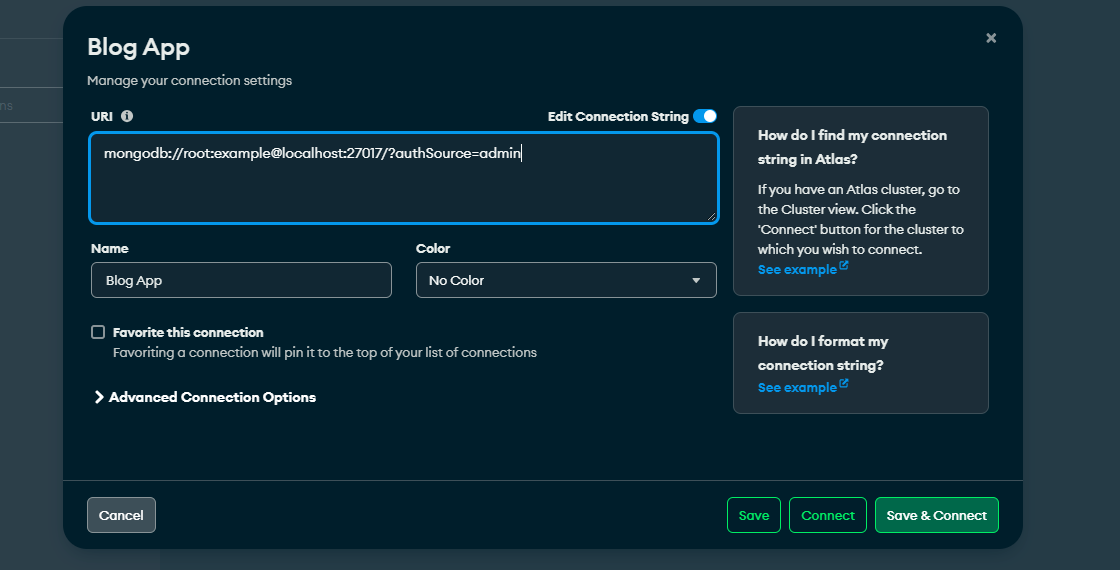 Blog App
Manage your connection settings
URI
Edit Connection String
mongodb://root:example@localhost:27017/?authSource=admin
Name
Color
Blog App
No Color
Favorite this connection
Favoriting a connection will pin it to the top of your list of connections
Advanced Connection Options
How do I find my connection
string in Atlas?
If you have an Atlas cluster, go to
the Cluster view. Click the
'Connect' button for the cluster to
which you wish to connect.
See example
How do I format my
connection string?
See example
Cancel
Save
Connect
Save & Connect